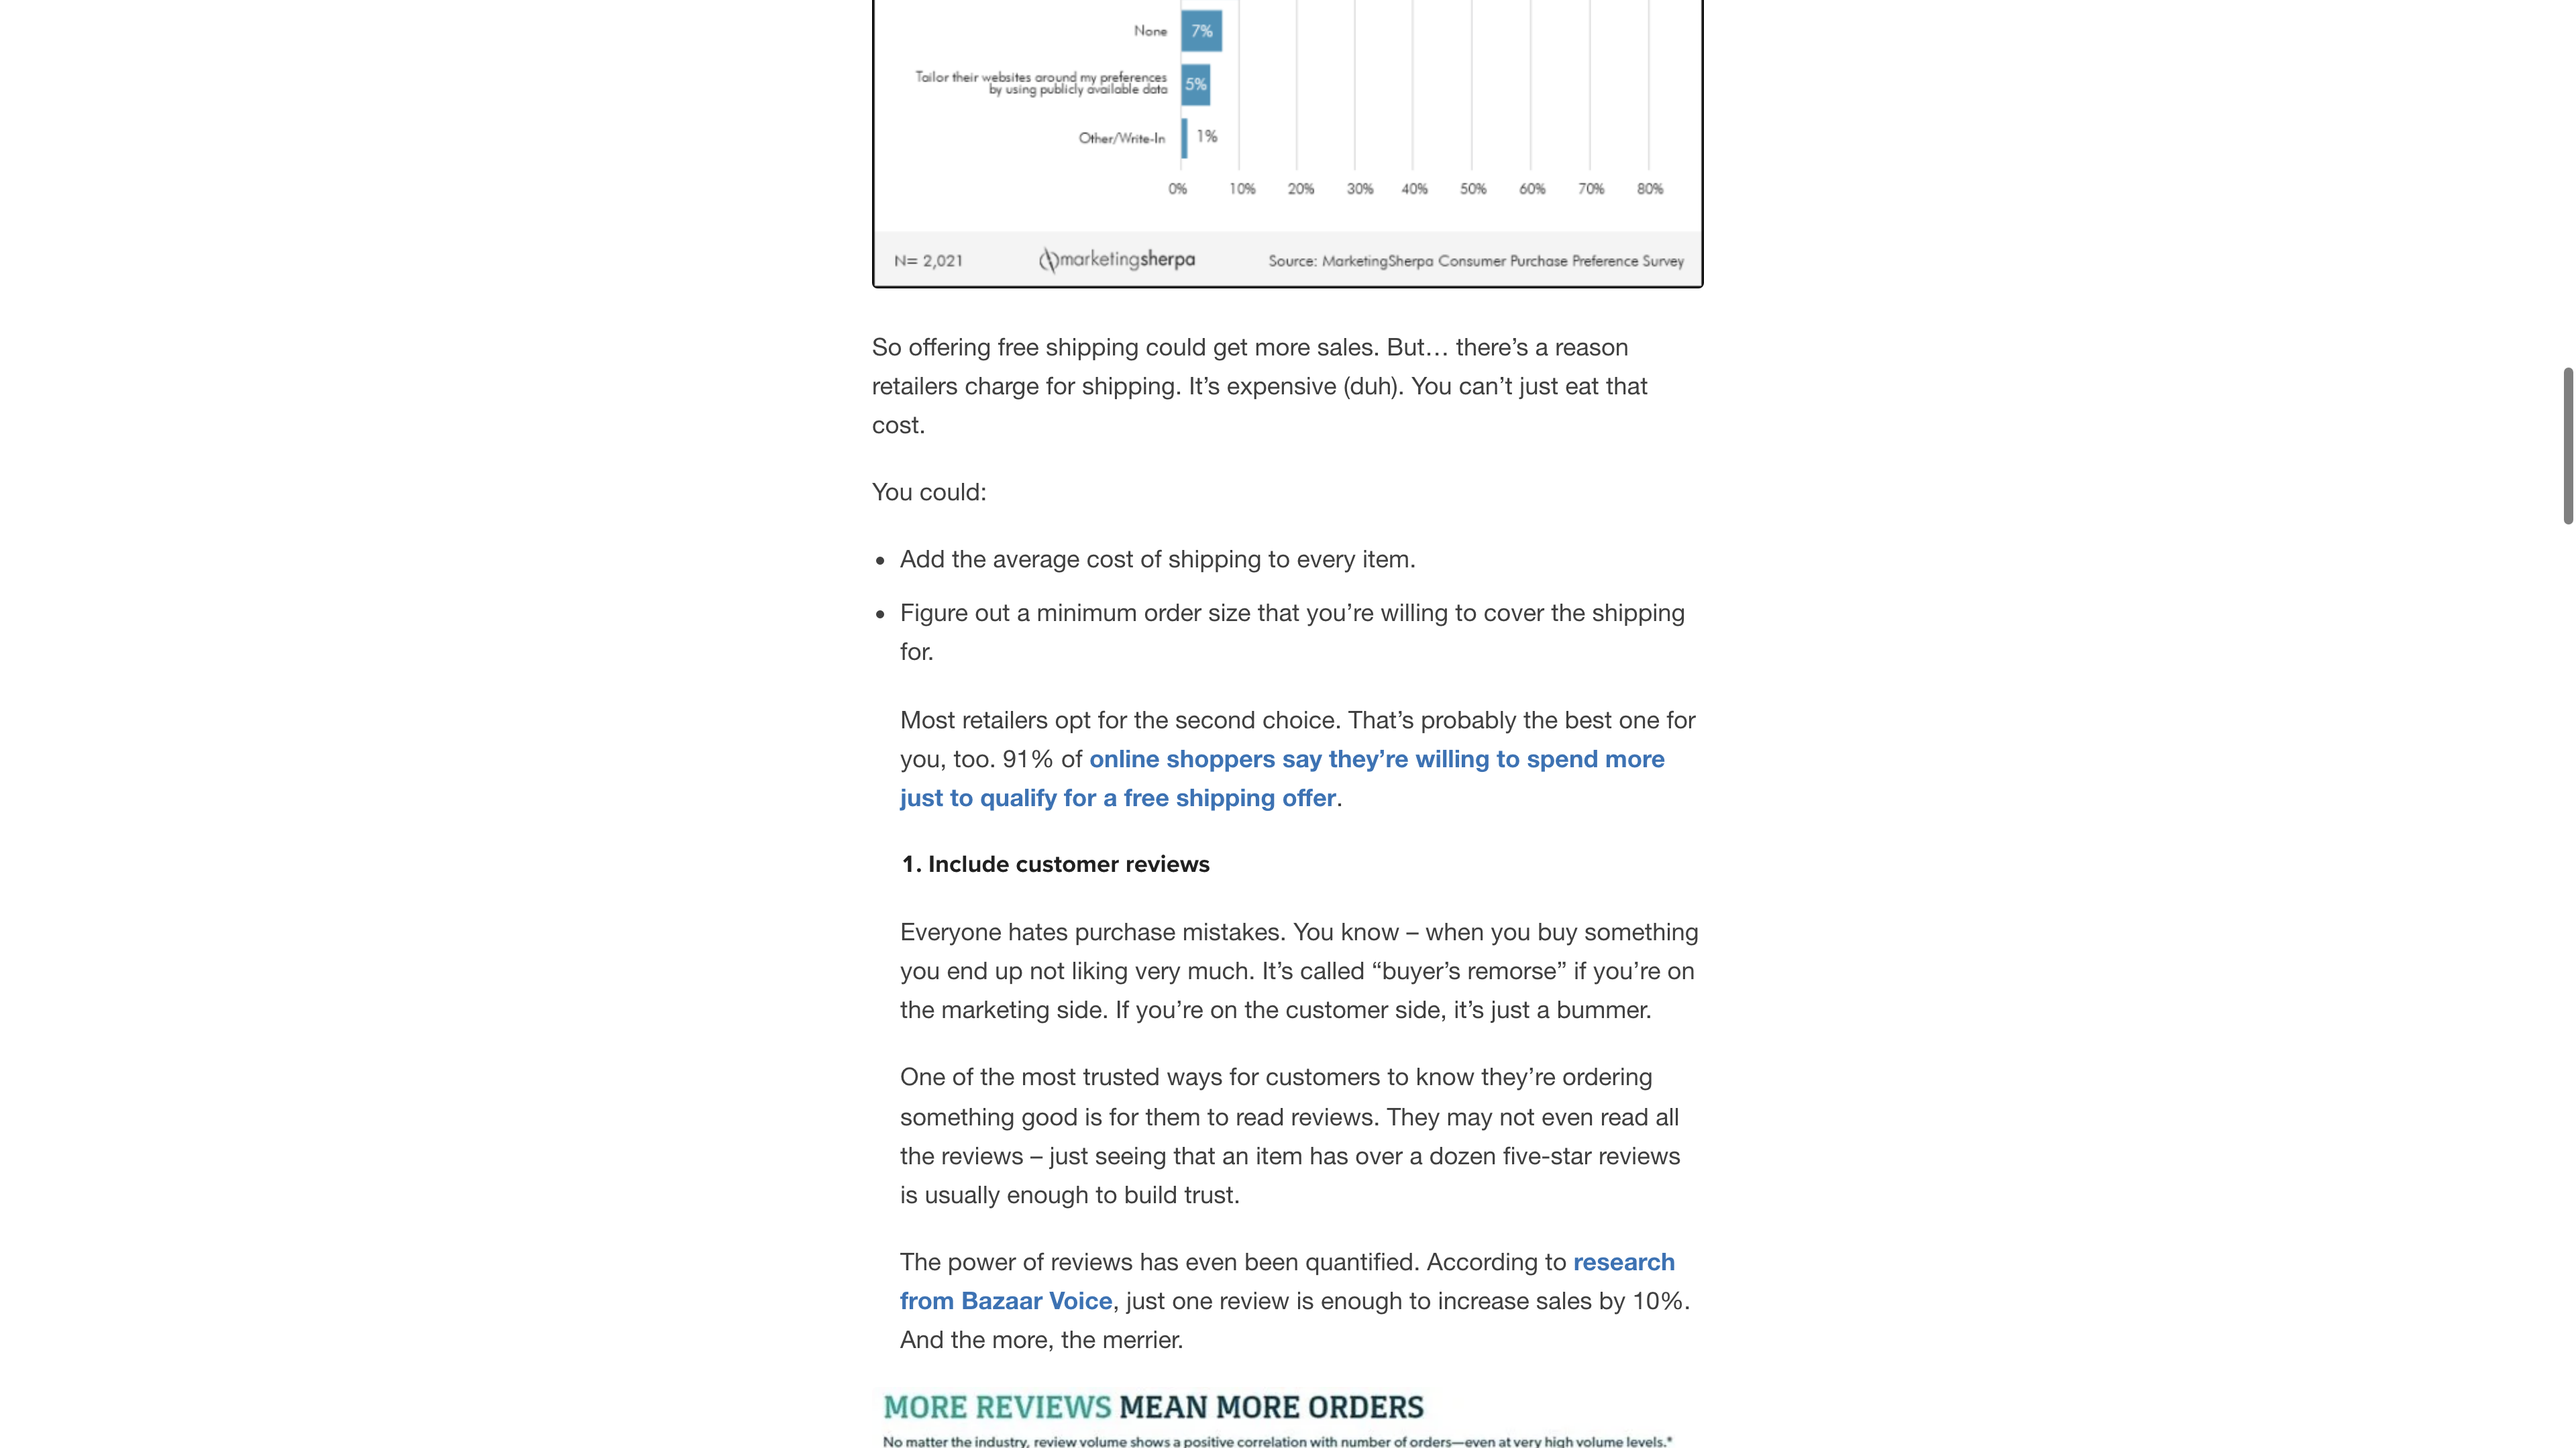 None 7%
Tailor their websites around my preferences
by using publicly available data 5%
Other/Write-In 1%
0% 10% 20% 30% 40% 50% 60% 70% 80%
N= 2,021 marketingsherpa Source: MarketingSherpa Consumer Purchase Preference Survey
So offering free shipping could get more sales. But… there’s a reason
retailers charge for shipping. It’s expensive (duh). You can’t just eat that
cost.
You could:
• Add the average cost of shipping to every item.
• Figure out a minimum order size that you’re willing to cover the shipping
for.
Most retailers opt for the second choice. That’s probably the best one for
you, too. 91% of online shoppers say they’re willing to spend more
just to qualify for a free shipping offer.
1. Include customer reviews
Everyone hates purchase mistakes. You know – when you buy something
you end up not liking very much. It’s called “buyer’s remorse” if you’re on
the marketing side. If you’re on the customer side, it’s just a bummer.
One of the most trusted ways for customers to know they’re ordering
something good is for them to read reviews. They may not even read all
the reviews – just seeing that an item has over a dozen five-star reviews
is usually enough to build trust.
The power of reviews has even been quantified. According to research
from Bazaar Voice, just one review is enough to increase sales by 10%.
And the more, the merrier.
MORE REVIEWS MEAN MORE ORDERS
No matter the industry, review volume shows a positive correlation with number of orders—even at very high volume levels.*